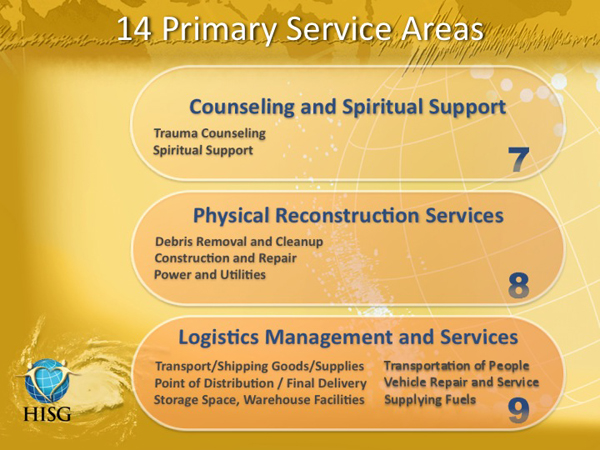 14 Primary Service Areas
Counseling and Spiritual Support
Trauma Counseling
Spiritual Support
7
Physical Reconstruction Services
Debris Removal and Cleanup
Construction and Repair
Power and Utilities
8
Logistics Management and Services
Transport/Shipping Goods/Supplies
Point of Distribution / Final Delivery
Storage Space, Warehouse Facilities
Transportation of People
Vehicle Repair and Service
Supplying Fuels
9
HISG